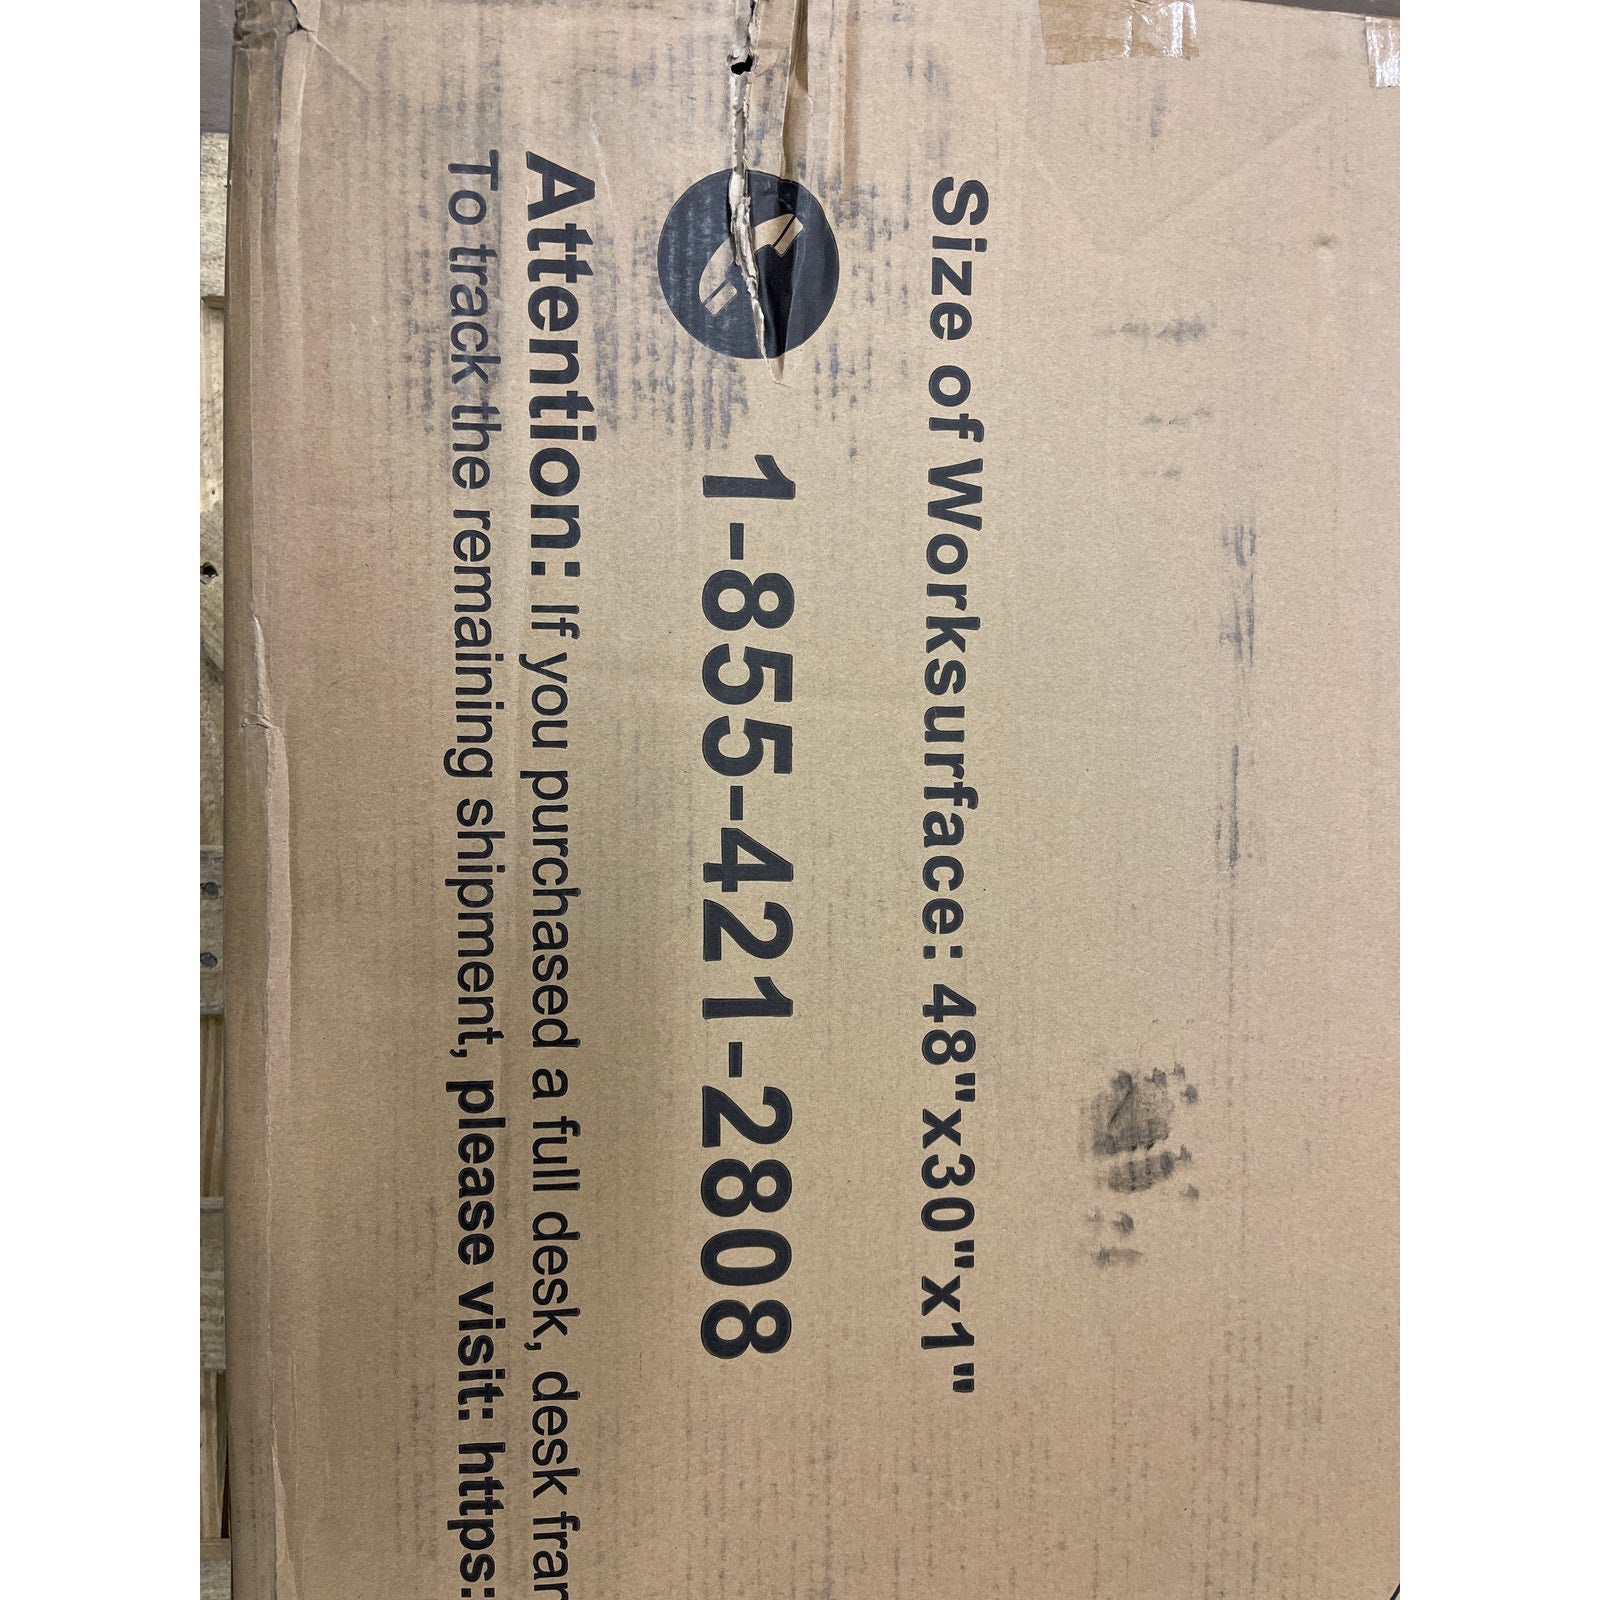 Size of Worksurface: 48"x30"x1"
1-855-421-2808
Attention: If you purchased a full desk, desk
To track the remaining shipment, please visit: https: